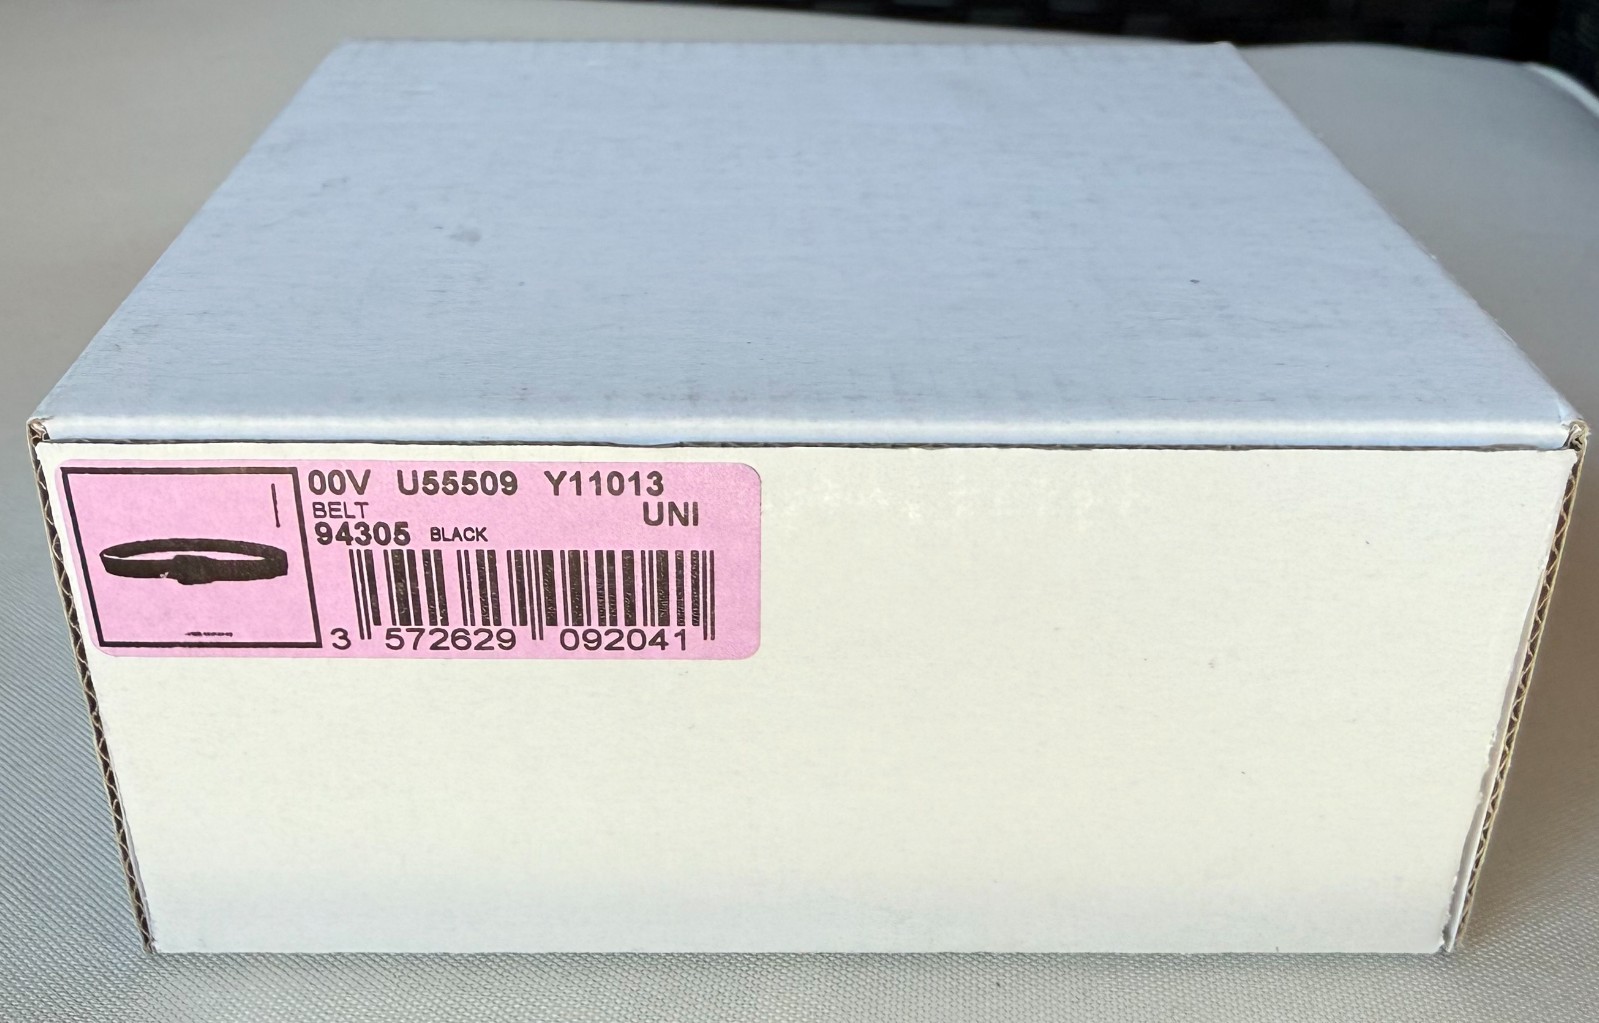 00V U55509 Y11013
BELT UNI
94305 BLACK
3 572629 092041